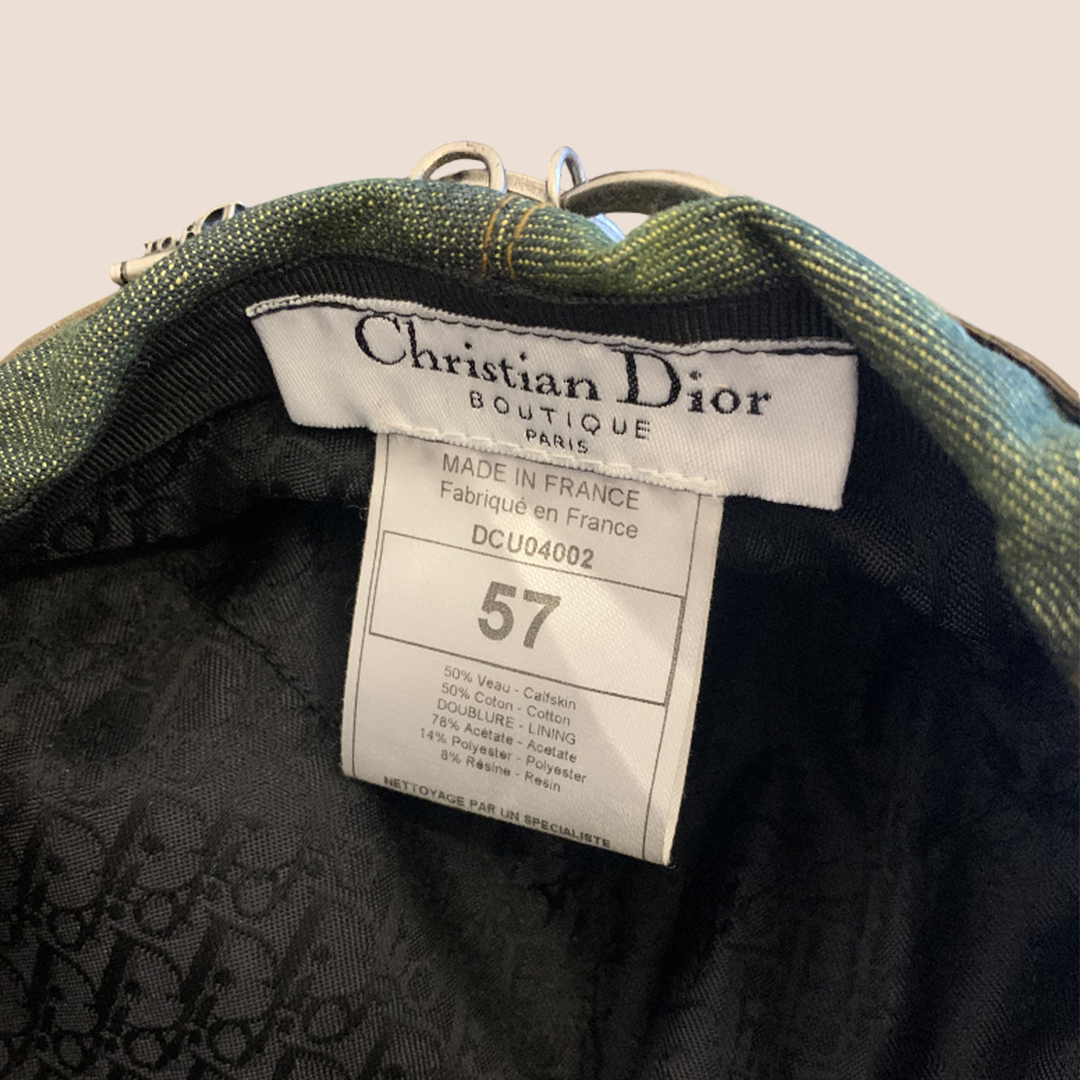 Christian Dior
BOUTIQUE
PARIS
MADE IN FRANCE
Fabriqué en France
DCU04002
57
50% Veau - Calfskin
50% Coton - Cotton
DOUBLURE - LINING
78% Acétate - Acetate
14% Polyester - Polyester
8% Résine - Resin
NETTOYAGE PAR UN SPECIALISTE